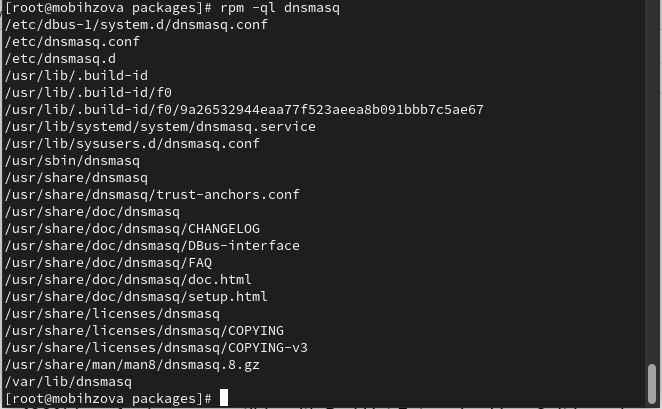 [root@mobihzova packages]# rpm -ql dnsmasq
/etc/dbus-1/system.d/dnsmasq.conf
/etc/dnsmasq.conf
/etc/dnsmasq.d
/usr/lib/.build-id
/usr/lib/.build-id/f0
/usr/lib/.build-id/f0/9a26532944eaa77f523aeea8b091bbb7c5ae67
/usr/lib/systemd/system/dnsmasq.service
/usr/lib/sysusers.d/dnsmasq.conf
/usr/sbin/dnsmasq
/usr/share/dnsmasq
/usr/share/dnsmasq/trust-anchors.conf
/usr/share/doc/dnsmasq
/usr/share/doc/dnsmasq/CHANGELOG
/usr/share/doc/dnsmasq/DBus-interface
/usr/share/doc/dnsmasq/FAQ
/usr/share/doc/dnsmasq/doc.html
/usr/share/doc/dnsmasq/setup.html
/usr/share/licenses/dnsmasq
/usr/share/licenses/dnsmasq/COPYING
/usr/share/licenses/dnsmasq/COPYING-v3
/usr/share/man/man8/dnsmasq.8.gz
/var/lib/dnsmasq
[root@mobihzova packages]#